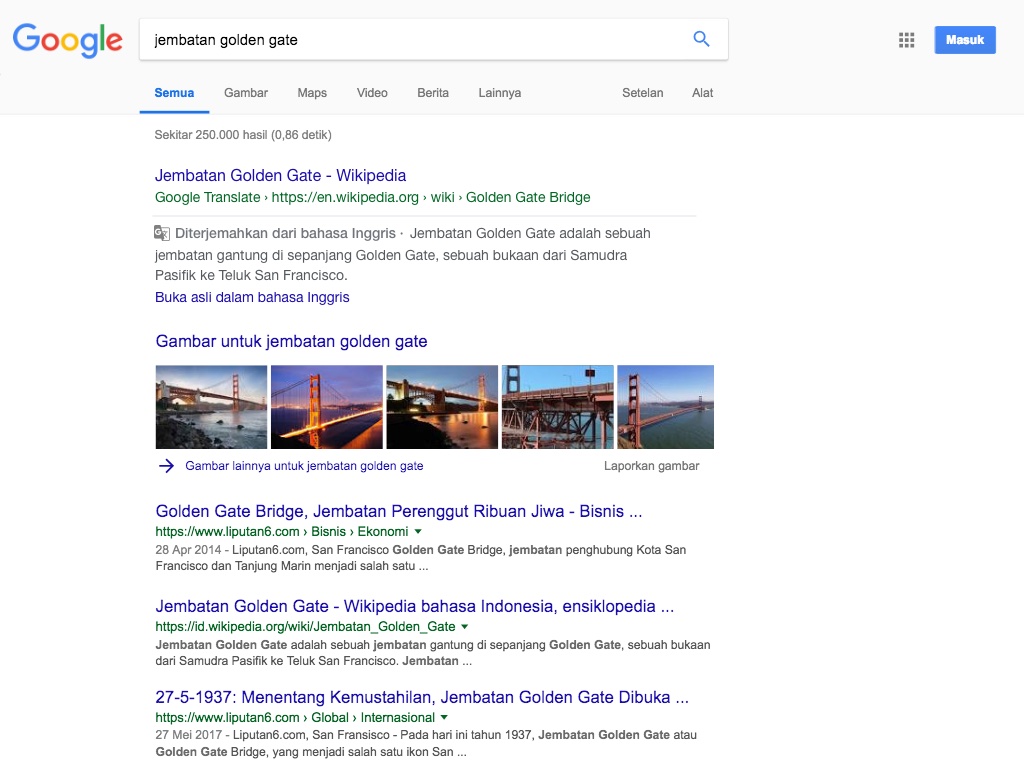 Google
jembatan golden gate
Masuk
Semua Gambar Maps Video Berita Lainnya Setelan Alat
Sekitar 250.000 hasil (0,86 detik)
Jembatan Golden Gate - Wikipedia
Google Translate › https://en.wikipedia.org › wiki › Golden Gate Bridge
Diterjemahkan dari bahasa Inggris · Jembatan Golden Gate adalah sebuah
jembatan gantung di sepanjang Golden Gate, sebuah bukaan dari Samudra
Pasifik ke Teluk San Francisco.
Buka asli dalam bahasa Inggris
Gambar untuk jembatan golden gate
Gambar lainnya untuk jembatan golden gate Laporkan gambar
Golden Gate Bridge, Jembatan Perenggut Ribuan Jiwa - Bisnis ...
https://www.liputan6.com › Bisnis › Ekonomi
28 Apr 2014 - Liputan6.com, San Francisco Golden Gate Bridge, jembatan penghubung Kota San
Francisco dan Tanjung Marin menjadi salah satu ...
Jembatan Golden Gate - Wikipedia bahasa Indonesia, ensiklopedia ...
https://id.wikipedia.org/wiki/Jembatan_Golden_Gate
Jembatan Golden Gate adalah sebuah jembatan gantung di sepanjang Golden Gate, sebuah bukaan
dari Samudra Pasifik ke Teluk San Francisco. Jembatan ...
27-5-1937: Menentang Kemustahilan, Jembatan Golden Gate Dibuka ...
https://www.liputan6.com › Global › Internasional
27 Mei 2017 - Liputan6.com, San Fransisco - Pada hari ini tahun 1937, Jembatan Golden Gate atau
Golden Gate Bridge, yang menjadi salah satu ikon San ...